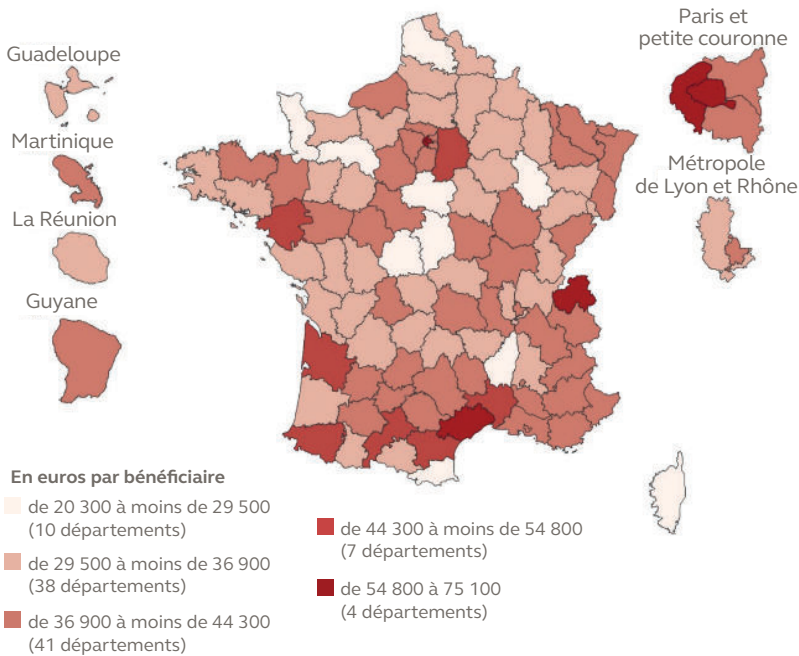 Guadeloupe
Martinique
La Réunion
Guyane
Paris et
petite couronne
Métropole
de Lyon et Rhône
En euros par bénéficiaire
de 20 300 à moins de 29 500
(10 départements)
de 29 500 à moins de 36 900
(38 départements)
de 36 900 à moins de 44 300
(41 départements)
de 44 300 à moins de 54 800
(7 départements)
de 54 800 à 75 100
(4 départements)